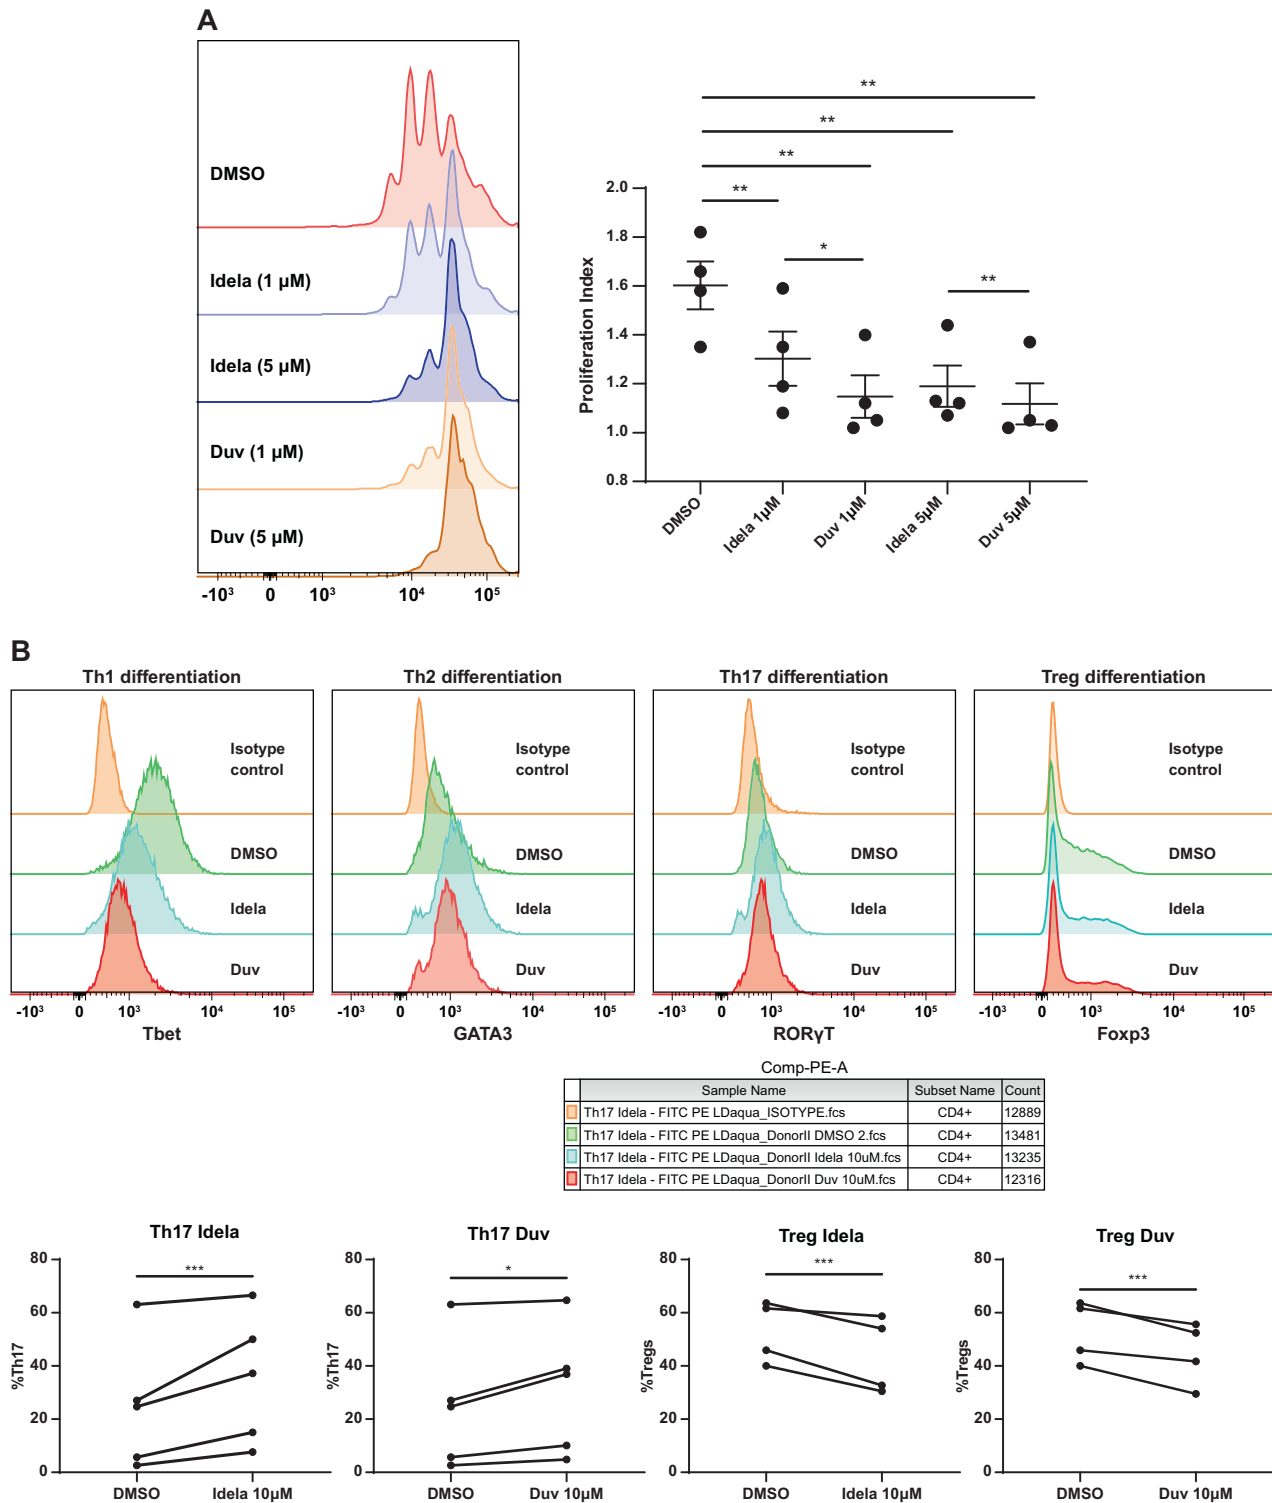 A
DMSO
Idela (1 µM)
Idela (5 µM)
Duv (1 µM)
Duv (5 µM)
-10³ 0 10³ 10⁴ 10⁵
**
**
**
**
*
**
Proliferation Index
2.0
1.8
1.6
1.4
1.2
1.0
0.8
DMSO
Idela 1µM
Duv 1µM
Idela 5µM
Duv 5µM
B
Th1 differentiation
Isotype
control
DMSO
Idela
Duv
-10³ 0 10³ 10⁴ 10⁵
Tbet
Th2 differentiation
Isotype
control
DMSO
Idela
Duv
-10³ 0 10³ 10⁴ 10⁵
GATA3
Th17 differentiation
Isotype
control
DMSO
Idela
Duv
-10³ 0 10³ 10⁴ 10⁵
RORγT
Treg differentiation
Isotype
control
DMSO
Idela
Duv
-10³ 0 10³ 10⁴ 10⁵
Foxp3
Comp-PE-A
Sample Name Subset Name Count
Th17 Idela - FITC PE LDaqua_ISOTYPE.fcs CD4+ 12889
Th17 Idela - FITC PE LDaqua_DonorII DMSO 2.fcs CD4+ 13481
Th17 Idela - FITC PE LDaqua_DonorII Idela 10uM.fcs CD4+ 13235
Th17 Idela - FITC PE LDaqua_DonorII Duv 10uM.fcs CD4+ 12316
Th17 Idela
***
%Th17
80
60
40
20
0
DMSO Idela 10µM
Th17 Duv
*
%Th17
80
60
40
20
0
DMSO Duv 10µM
Treg Idela
***
%Tregs
80
60
40
20
0
DMSO Idela 10µM
Treg Duv
***
%Tregs
80
60
40
20
0
DMSO Duv 10µM